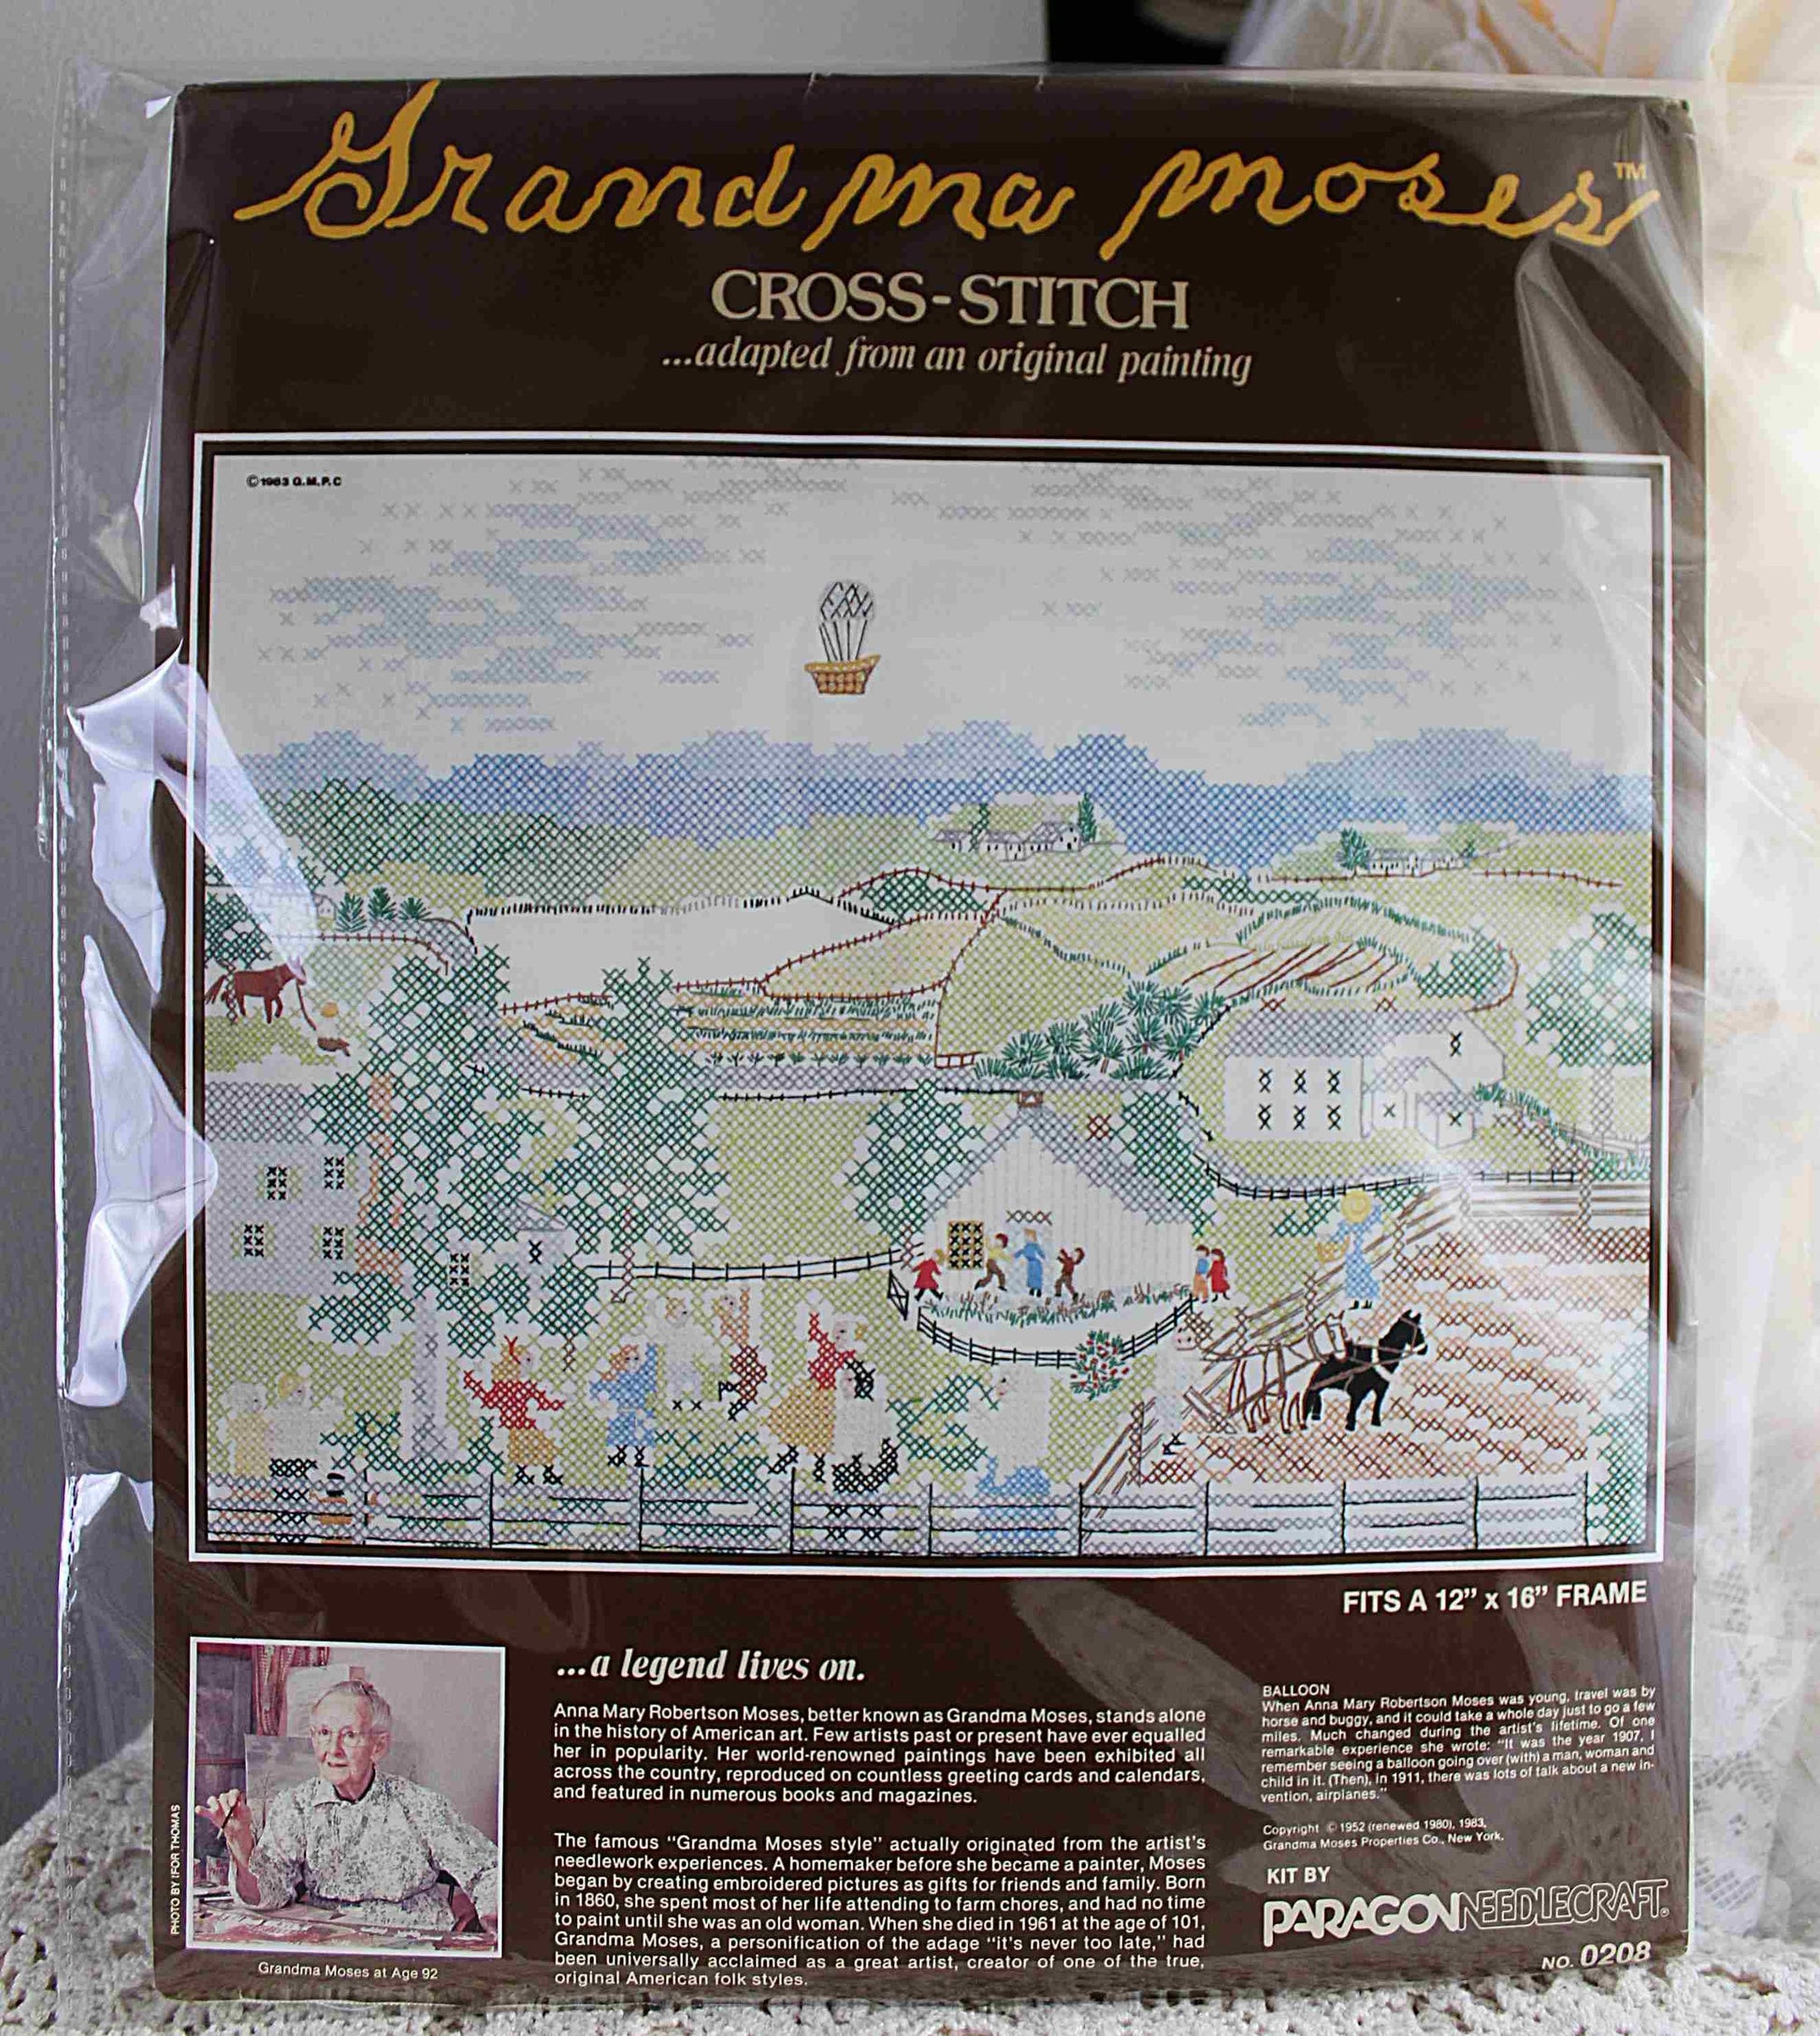 Grandma Moses™
CROSS-STITCH
...adapted from an original painting
©1983 G.M.P.C
FITS A 12" x 16" FRAME
PHOTO BY IFOR THOMAS
Grandma Moses at Age 92
...a legend lives on.
Anna Mary Robertson Moses, better known as Grandma Moses, stands alone
in the history of American art. Few artists past or present have ever equalled
her in popularity. Her world-renowned paintings have been exhibited all
across the country, reproduced on countless greeting cards and calendars,
and featured in numerous books and magazines.
The famous "Grandma Moses style" actually originated from the artist's
needlework experiences. A homemaker before she became a painter, Moses
began by creating embroidered pictures as gifts for friends and family. Born
in 1860, she spent most of her life attending to farm chores, and had no time
to paint until she was an old woman. When she died in 1961 at the age of 101,
Grandma Moses, a personification of the adage "it's never too late," had
been universally acclaimed as a great artist, creator of one of the true,
original American folk styles.
BALLOON
When Anna Mary Robertson Moses was young, travel was by
horse and buggy, and it could take a whole day just to go a few
miles. Much changed during the artist's lifetime. Of one
remarkable experience she wrote: "It was the year 1907, I
remember seeing a balloon going over (with) a man, woman and
child in it. (Then), in 1911, there was lots of talk about a new in-
vention, airplanes."
Copyright © 1952 (renewed 1980), 1983,
Grandma Moses Properties Co., New York.
KIT BY
PARAGON NEEDLECRAFT®
NO. 0208